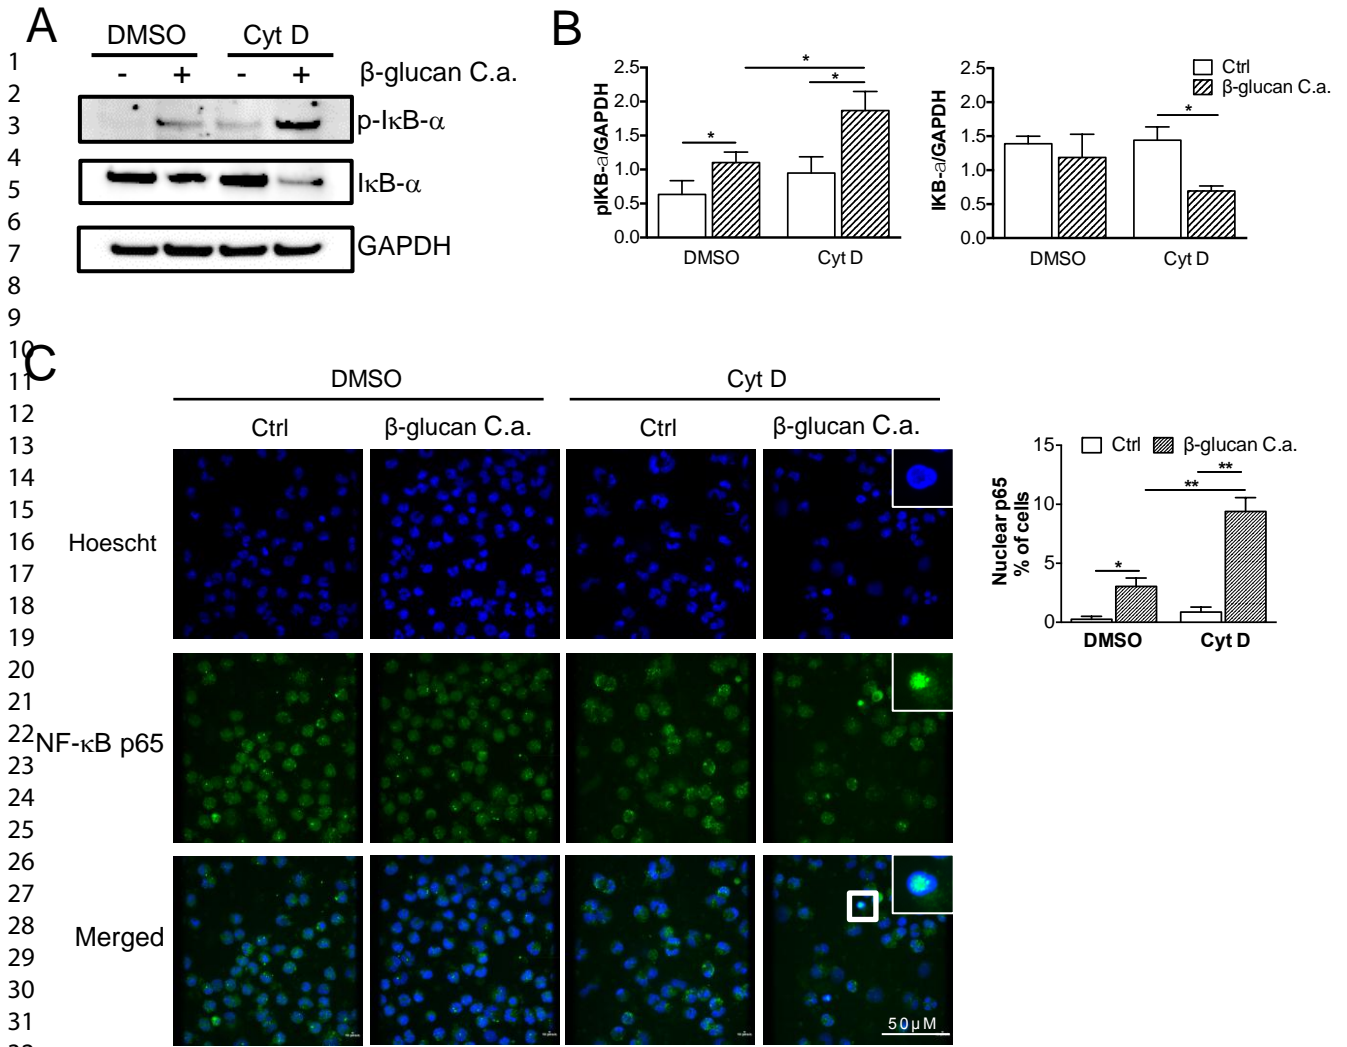 A
DMSO
Cyt D
- + - + β-glucan C.a.
p-IκB-α
IκB-α
GAPDH
B
2.5
2.0
1.5
1.0
0.5
0.0
pIKB-a/GAPDH
*
*
*
DMSO
Cyt D
2.5
2.0
1.5
1.0
0.5
0.0
IKB-a/GAPDH
Ctrl
β-glucan C.a.
*
DMSO
Cyt D
C
DMSO
Cyt D
Ctrl
β-glucan C.a.
Ctrl
β-glucan C.a.
Hoescht
NF-κB p65
Merged
50µM
15
10
5
0
Nuclear p65
% of cells
Ctrl
β-glucan C.a.
*
**
**
DMSO
Cyt D
1
2
3
4
5
6
7
8
9
10
11
12
13
14
15
16
17
18
19
20
21
22
23
24
25
26
27
28
29
30
31